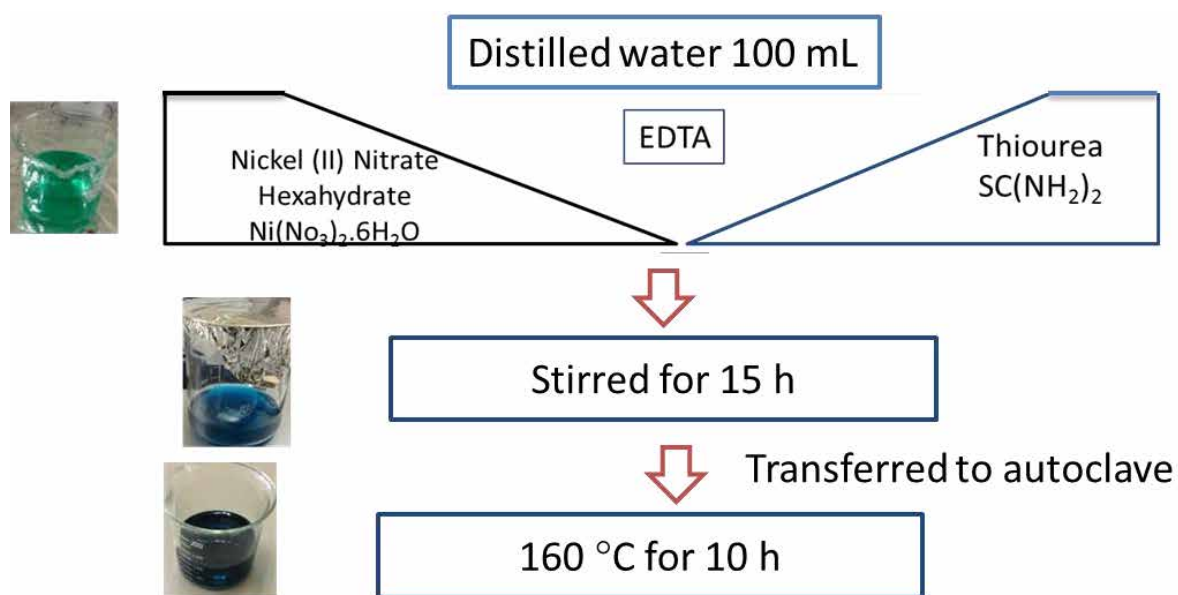 Distilled water 100 mL
EDTA
Nickel (II) Nitrate
Hexahydrate
Ni(No₃)₂.6H₂O
Thiourea
SC(NH₂)₂
Stirred for 15 h
Transferred to autoclave
160 °C for 10 h